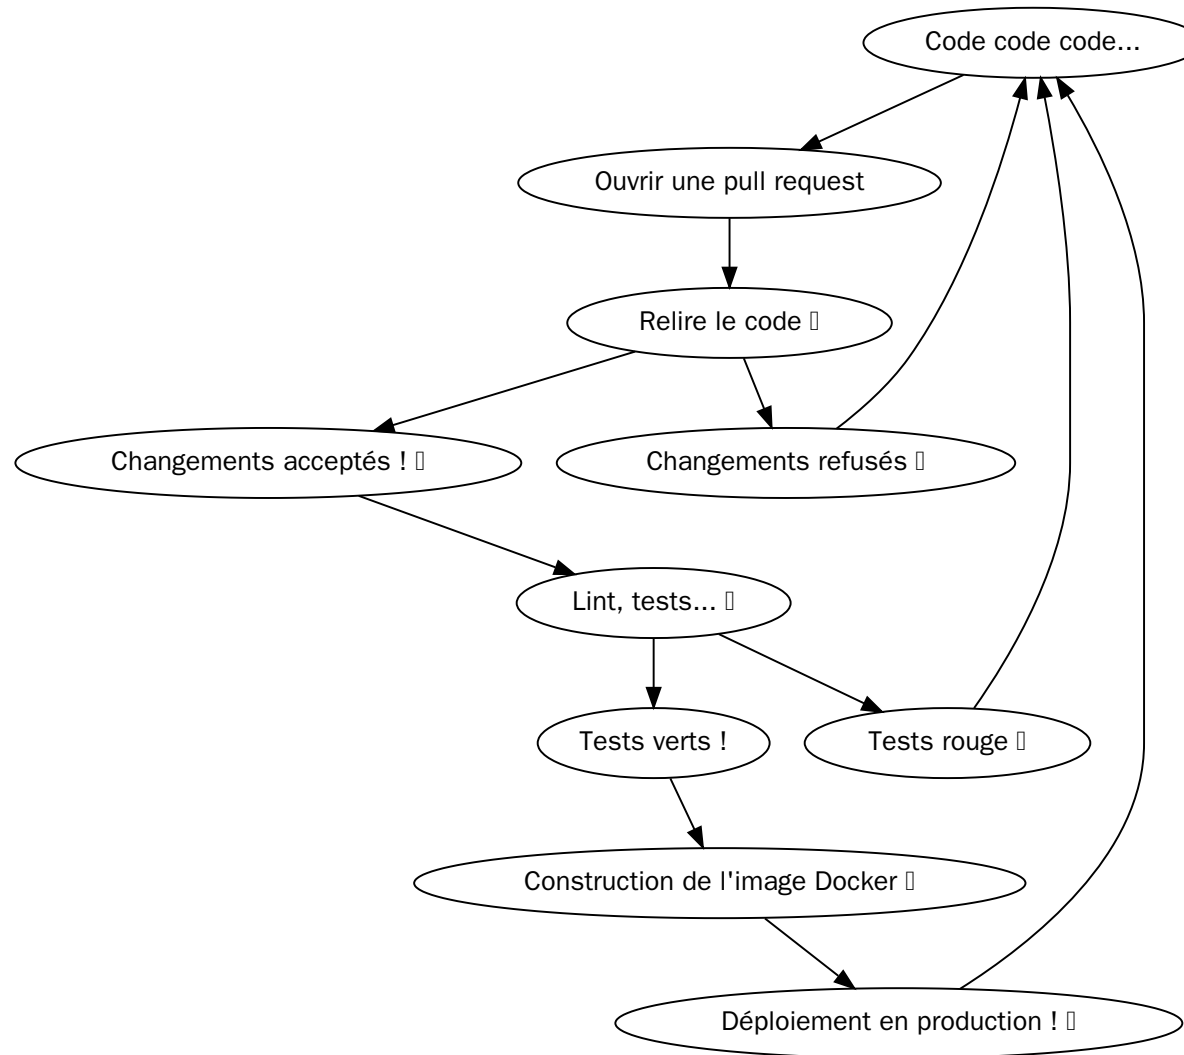 Code code code...
Ouvrir une pull request
Relire le code ▯
Changements acceptés ! ▯
Changements refusés ▯
Lint, tests... ▯
Tests verts !
Tests rouge ▯
Construction de l'image Docker ▯
Déploiement en production ! ▯